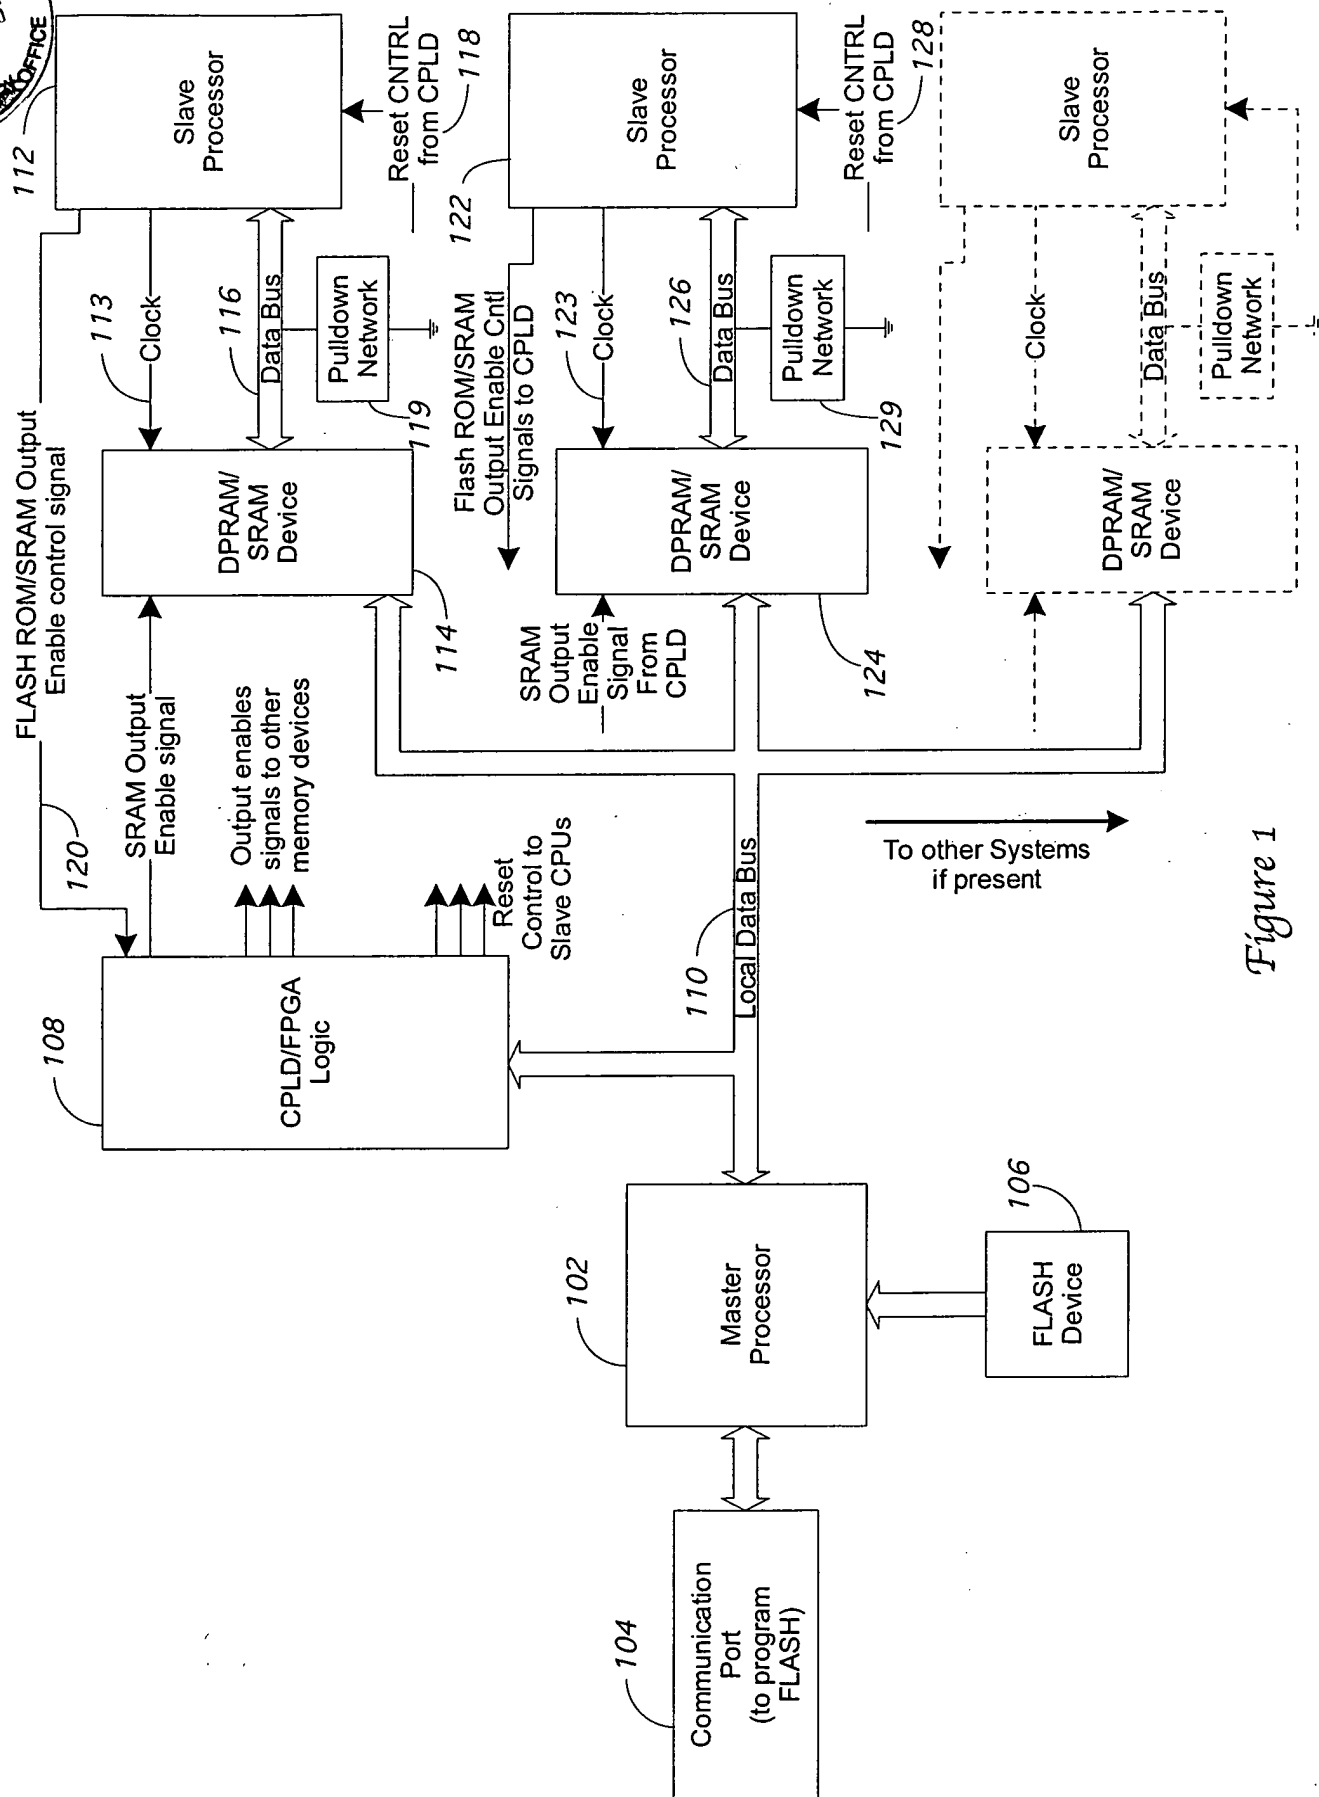 OFFICE
112
Slave
Processor
FLASH ROM/SRAM Output
Enable control signal
120
113
Clock
116
Data Bus
Pulldown
Network
119
Reset CNTRL
from CPLD
118
DPRAM/
SRAM
Device
114
SRAM Output
Enable signal
Output enables
signals to other
memory devices
Reset
Control to
Slave CPUs
108
CPLD/FPGA
Logic
122
Slave
Processor
Flash ROM/SRAM
Output Enable Cntl
Signals to CPLD
123
Clock
126
Data Bus
Pulldown
Network
129
Reset CNTRL
from CPLD
128
DPRAM/
SRAM
Device
124
SRAM
Output
Enable
Signal
From
CPLD
110
Local Data Bus
To other Systems
if present
Slave
Processor
Clock
Data Bus
Pulldown
Network
DPRAM/
SRAM
Device
102
Master
Processor
106
FLASH
Device
104
Communication
Port
(to program
FLASH)
Figure 1